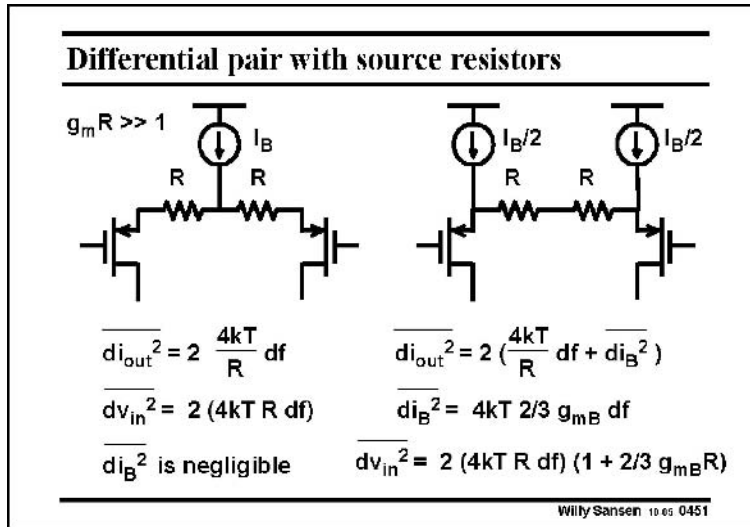 Differential pair with source resistors
gₘR >> 1
I_B
R R
I_B/2 I_B/2
R R
di_out² = 2 4kT/R df
dv_in² = 2 (4kT R df)
di_B² is negligible
di_out² = 2 (4kT/R df + di_B²)
di_B² = 4kT 2/3 g_mB df
dv_in² = 2 (4kT R df) (1 + 2/3 g_mBR)
Willy Sansen 10-05 0451